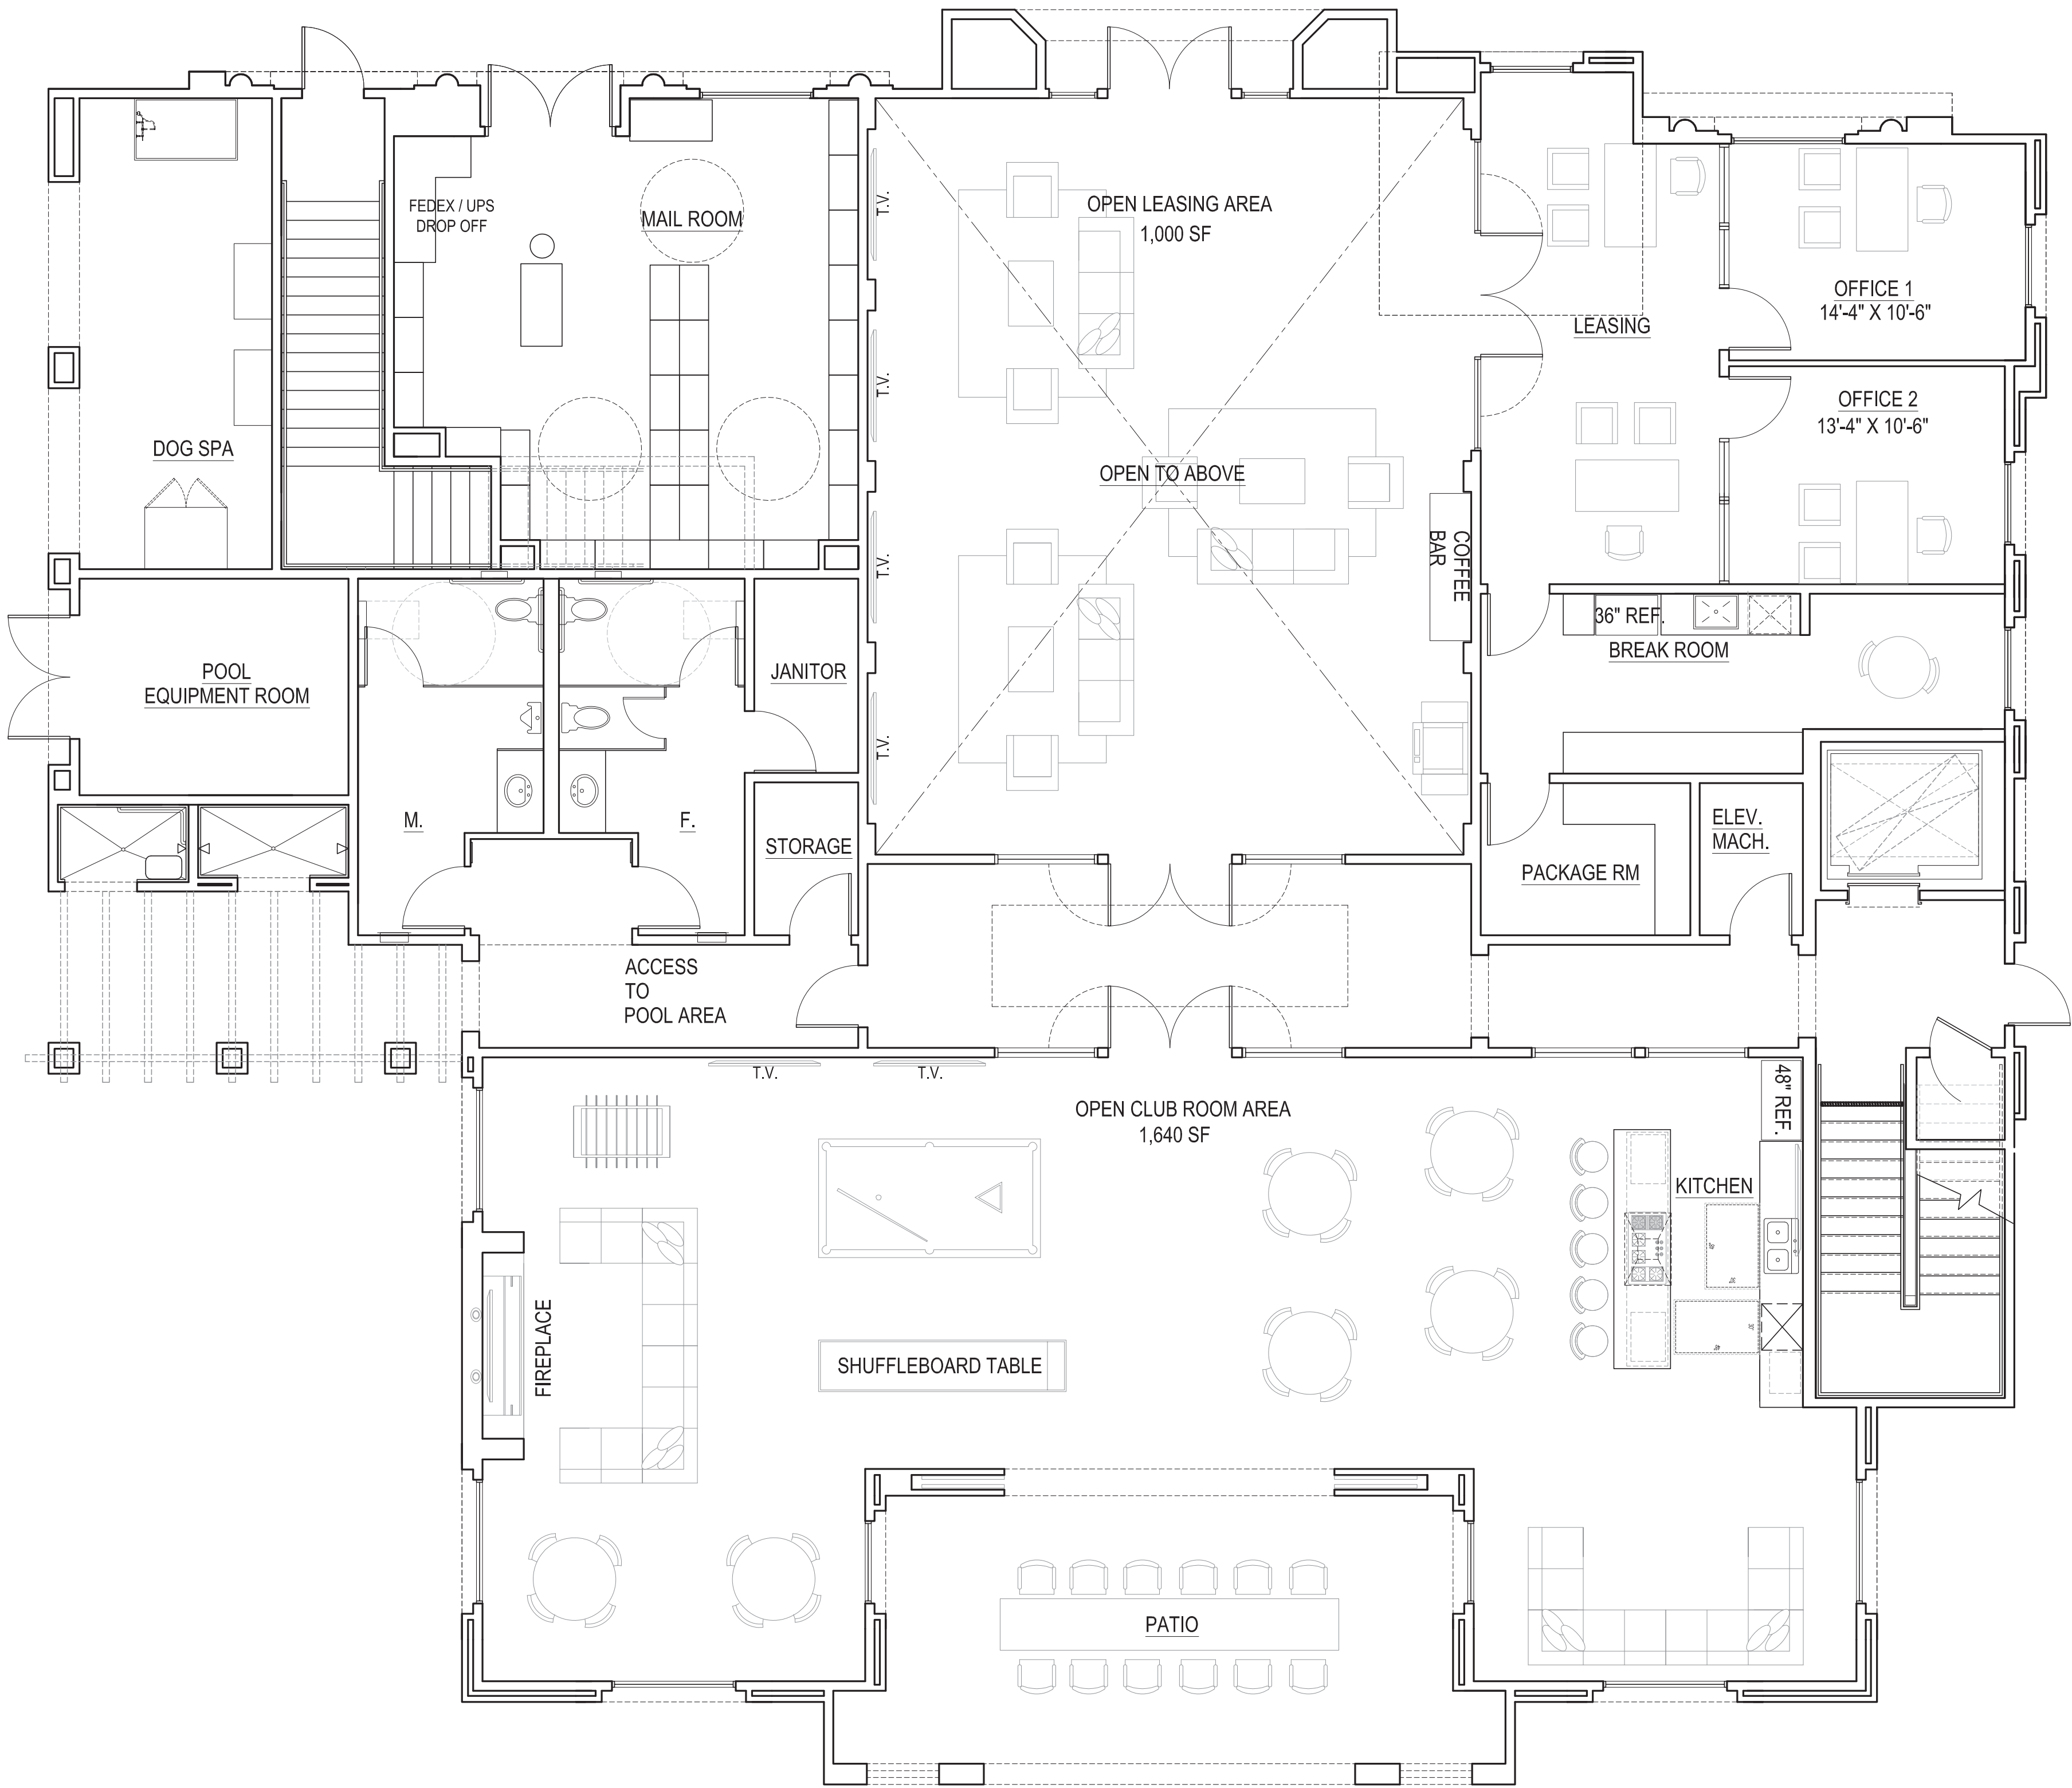 FEDEX / UPS
DROP OFF
MAIL ROOM
T.V.
OPEN LEASING AREA
1,000 SF
OFFICE 1
14'-4" X 10'-6"
LEASING
T.V.
OFFICE 2
13'-4" X 10'-6"
DOG SPA
OPEN TO ABOVE
COFFEE
BAR
T.V.
36" REF.
BREAK ROOM
POOL
EQUIPMENT ROOM
JANITOR
T.V.
M.
F.
STORAGE
ELEV.
MACH.
PACKAGE RM
ACCESS
TO
POOL AREA
T.V.
T.V.
48" REF.
OPEN CLUB ROOM AREA
1,640 SF
KITCHEN
FIREPLACE
SHUFFLEBOARD TABLE
PATIO